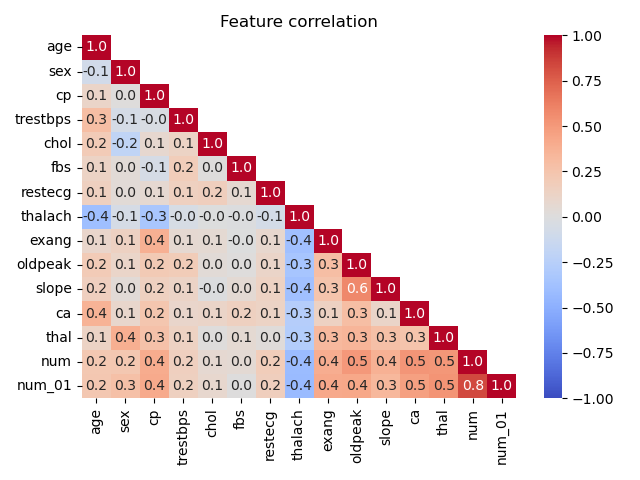 Feature correlation
age 1.0
sex -0.1 1.0
cp 0.1 0.0 1.0
trestbps 0.3 -0.1 -0.0 1.0
chol 0.2 -0.2 0.1 0.1 1.0
fbs 0.1 0.0 -0.1 0.2 0.0 1.0
restecg 0.1 0.0 0.1 0.1 0.2 0.1 1.0
thalach -0.4 -0.1 -0.3 -0.0 -0.0 -0.0 -0.1 1.0
exang 0.1 0.1 0.4 0.1 0.1 -0.0 0.1 -0.4 1.0
oldpeak 0.2 0.1 0.2 0.2 0.0 0.0 0.1 -0.3 0.3 1.0
slope 0.2 0.0 0.2 0.1 -0.0 0.0 0.1 -0.4 0.3 0.6 1.0
ca 0.4 0.1 0.2 0.1 0.1 0.2 0.1 -0.3 0.1 0.3 0.1 1.0
thal 0.1 0.4 0.3 0.1 0.0 0.1 0.0 -0.3 0.3 0.3 0.3 0.3 1.0
num 0.2 0.2 0.4 0.2 0.1 0.0 0.2 -0.4 0.4 0.5 0.4 0.5 0.5 1.0
num_01 0.2 0.3 0.4 0.2 0.1 0.0 0.2 -0.4 0.4 0.4 0.3 0.5 0.5 0.8 1.0
age sex cp trestbps chol fbs restecg thalach exang oldpeak slope ca thal num num_01
1.00
0.75
0.50
0.25
0.00
-0.25
-0.50
-0.75
-1.00